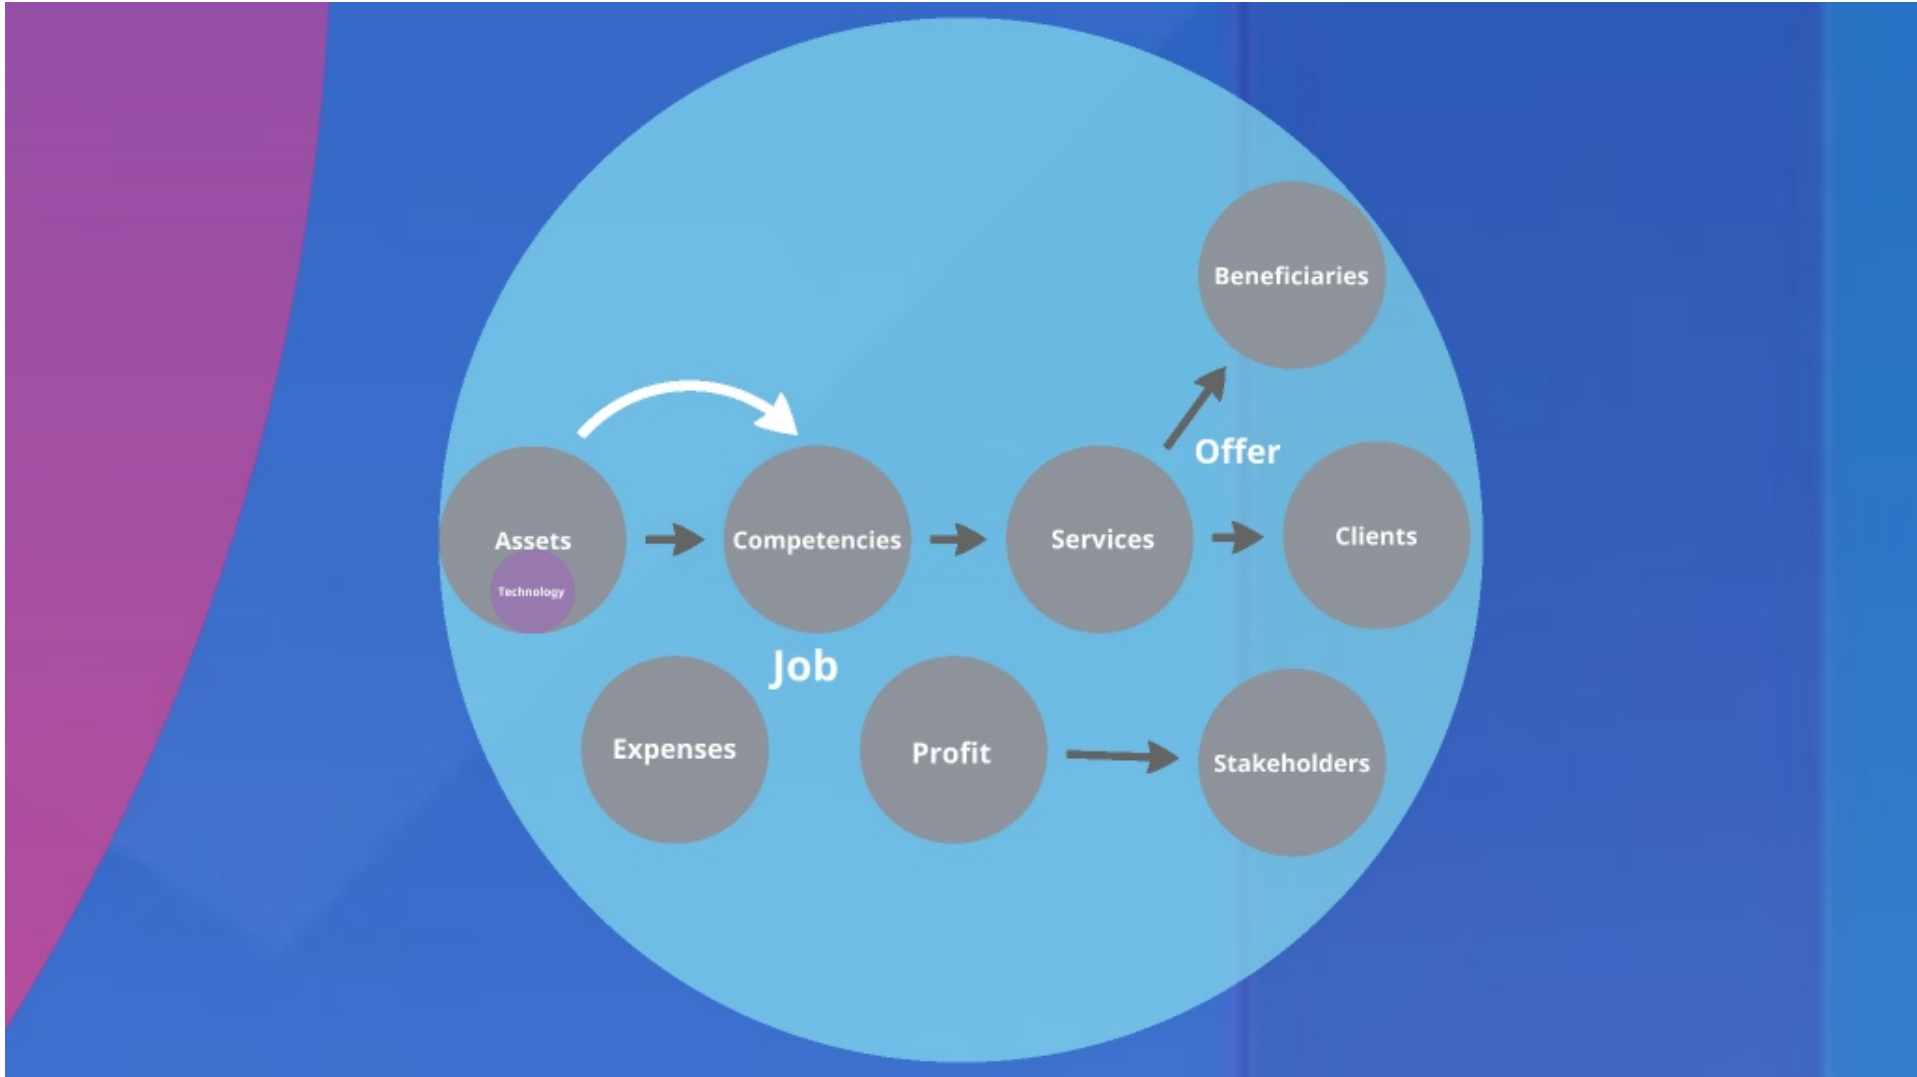 Beneficiaries
Offer
Assets
Competencies
Services
Clients
Technology
Job
Expenses
Profit
Stakeholders